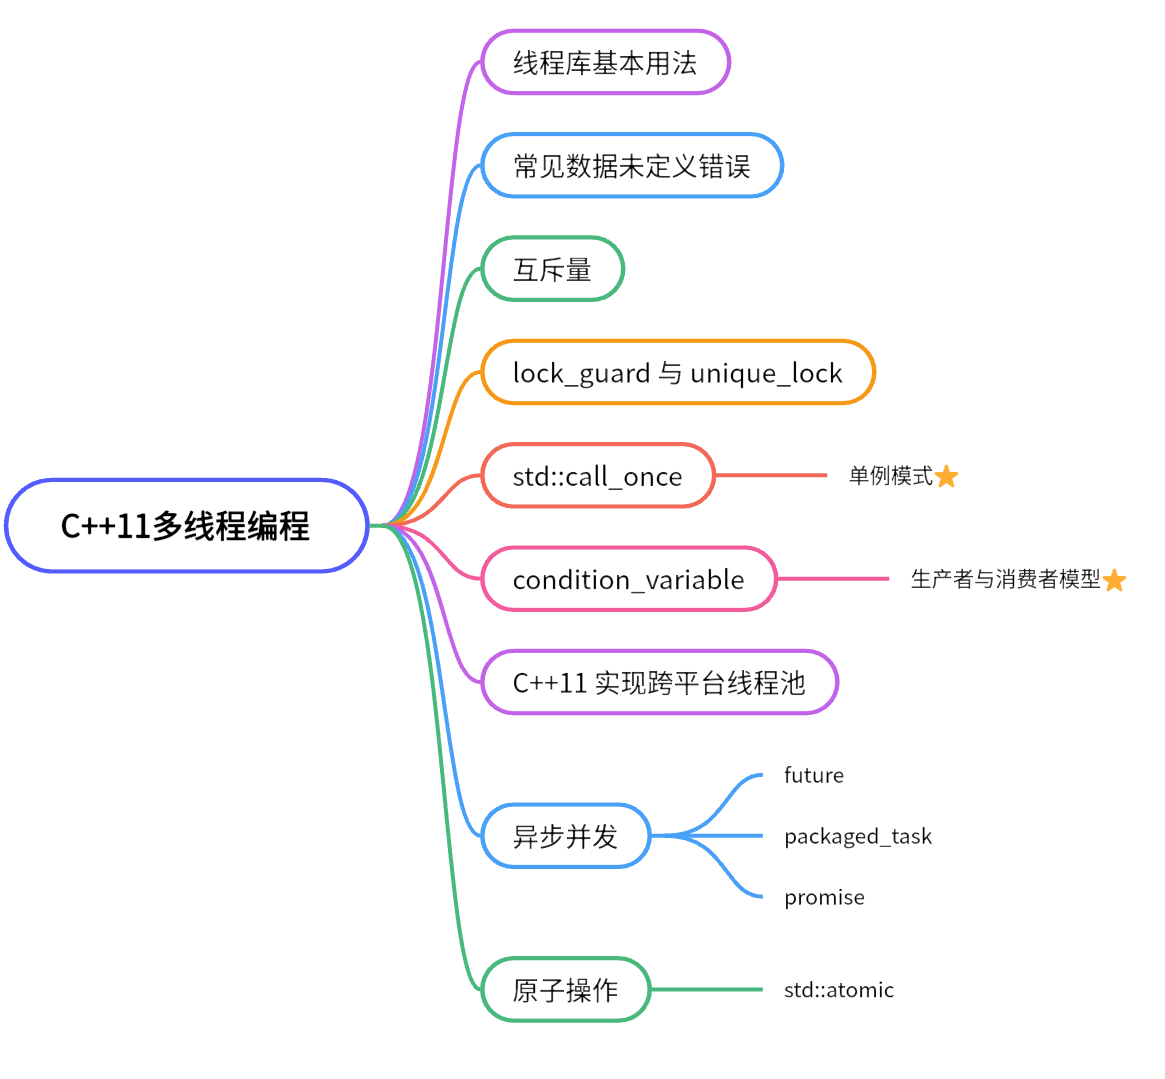 线程库基本用法
常见数据未定义错误
互斥量
lock_guard 与 unique_lock
std::call_once
单例模式⭐
C++11多线程编程
condition_variable
生产者与消费者模型⭐
C++11 实现跨平台线程池
future
异步并发
packaged_task
promise
原子操作
std::atomic